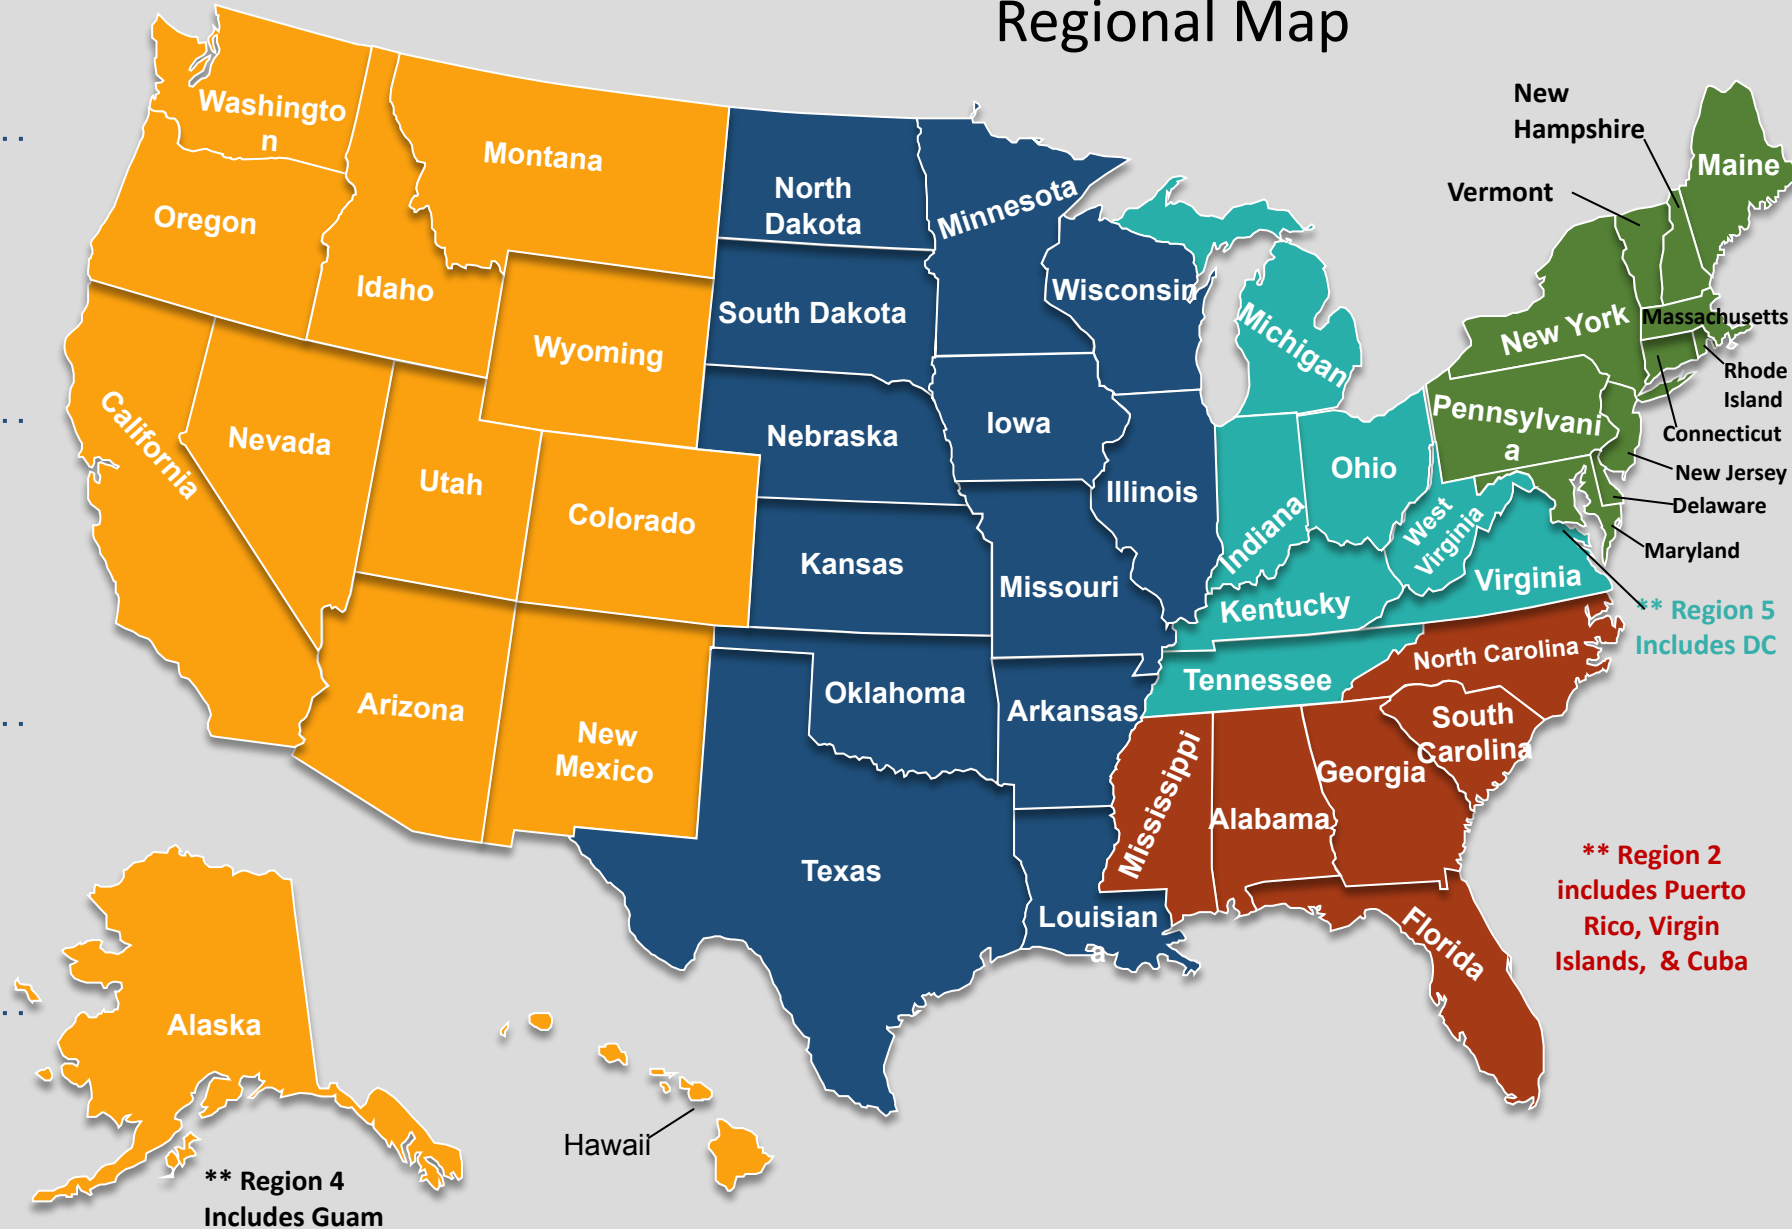 Regional Map
Washingto
n
Oregon
Idaho
Montana
Wyoming
California
Nevada
Utah
Colorado
Arizona
New
Mexico
Alaska
Hawaii
** Region 4
Includes Guam
North
Dakota
South Dakota
Nebraska
Kansas
Oklahoma
Texas
Minnesota
Iowa
Missouri
Arkansas
Louisian
a
Wisconsin
Illinois
Michigan
Indiana
Ohio
West
Virginia
Kentucky
Virginia
Tennessee
** Region 5
Includes DC
North Carolina
South
Carolina
Georgia
Alabama
Mississippi
Florida
** Region 2
includes Puerto
Rico, Virgin
Islands, & Cuba
New
Hampshire
Vermont
Maine
New York
Massachusetts
Rhode
Island
Connecticut
Pennsylvani
a
New Jersey
Delaware
Maryland